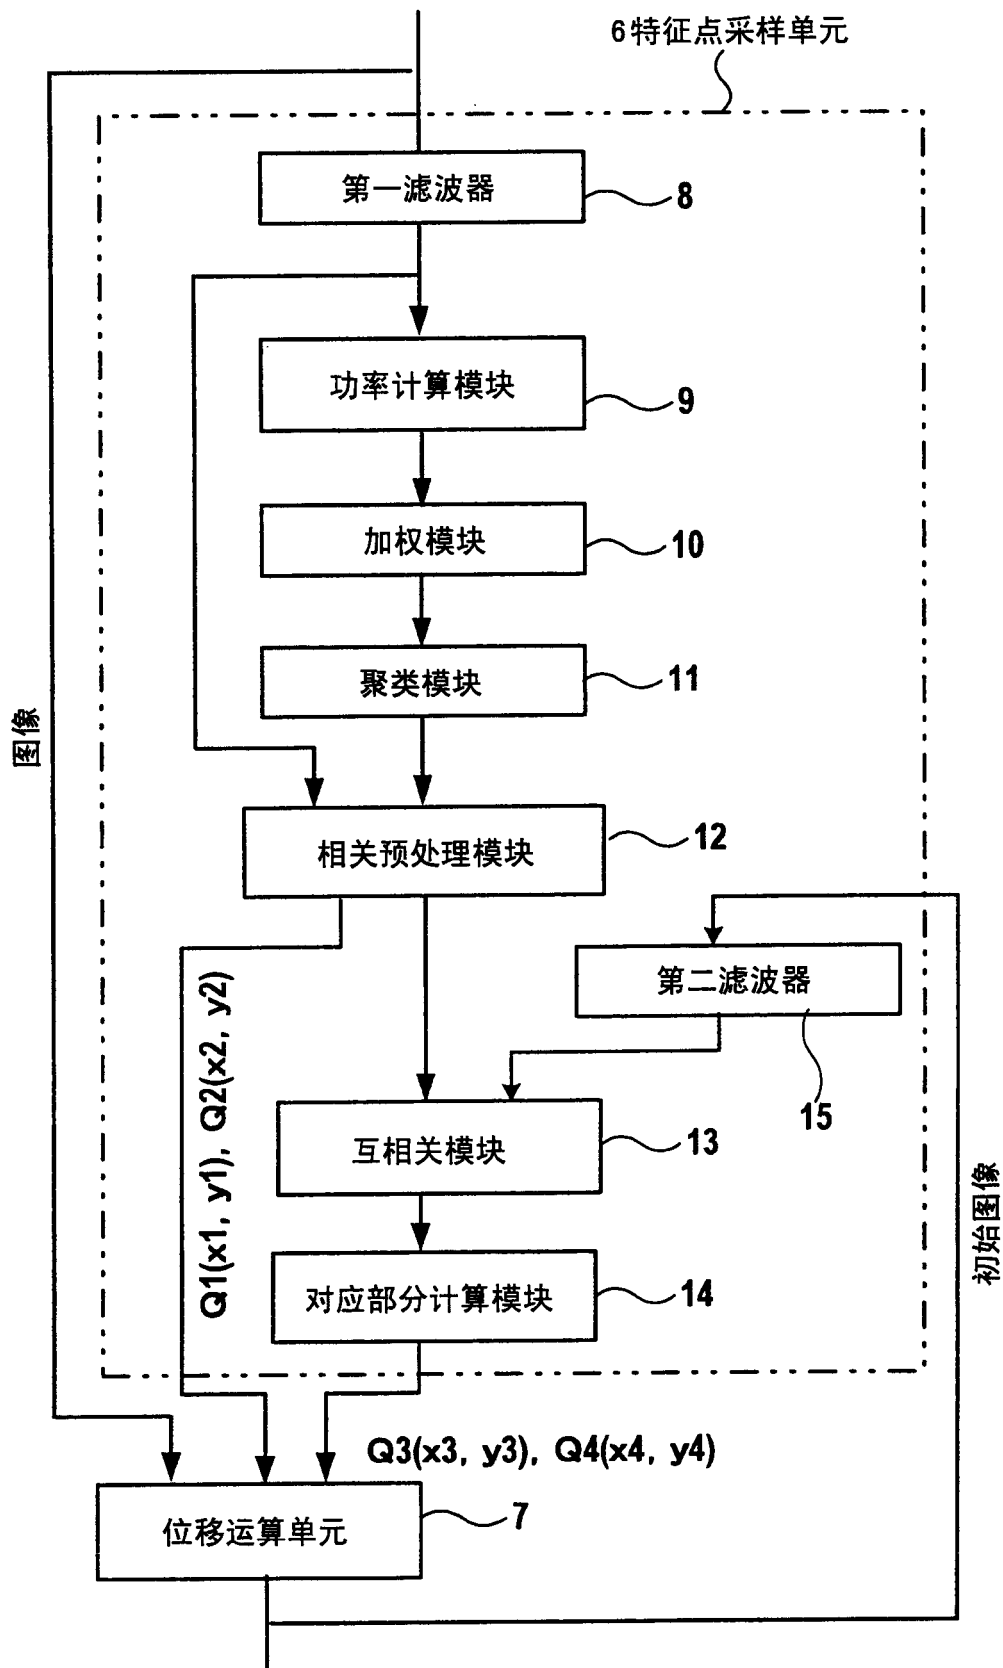 6特征点采样单元
第一滤波器
8
功率计算模块
9
加权模块
10
聚类模块
11
图像
相关预处理模块
12
第二滤波器
15
Q1(x1, y1), Q2(x2, y2)
互相关模块
13
初始图像
对应部分计算模块
14
Q3(x3, y3), Q4(x4, y4)
位移运算单元
7